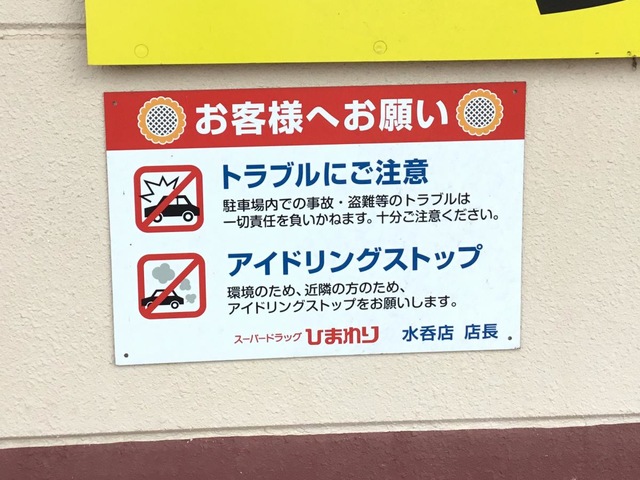 お客様へお願い
トラブルにご注意
駐車場内での事故・盗難等のトラブルは
一切責任を負いかねます。十分ご注意ください。
アイドリングストップ
環境のため、近隣の方のため、
アイドリングストップをお願いします。
スーパードラッグ ひまわり 水呑店 店長